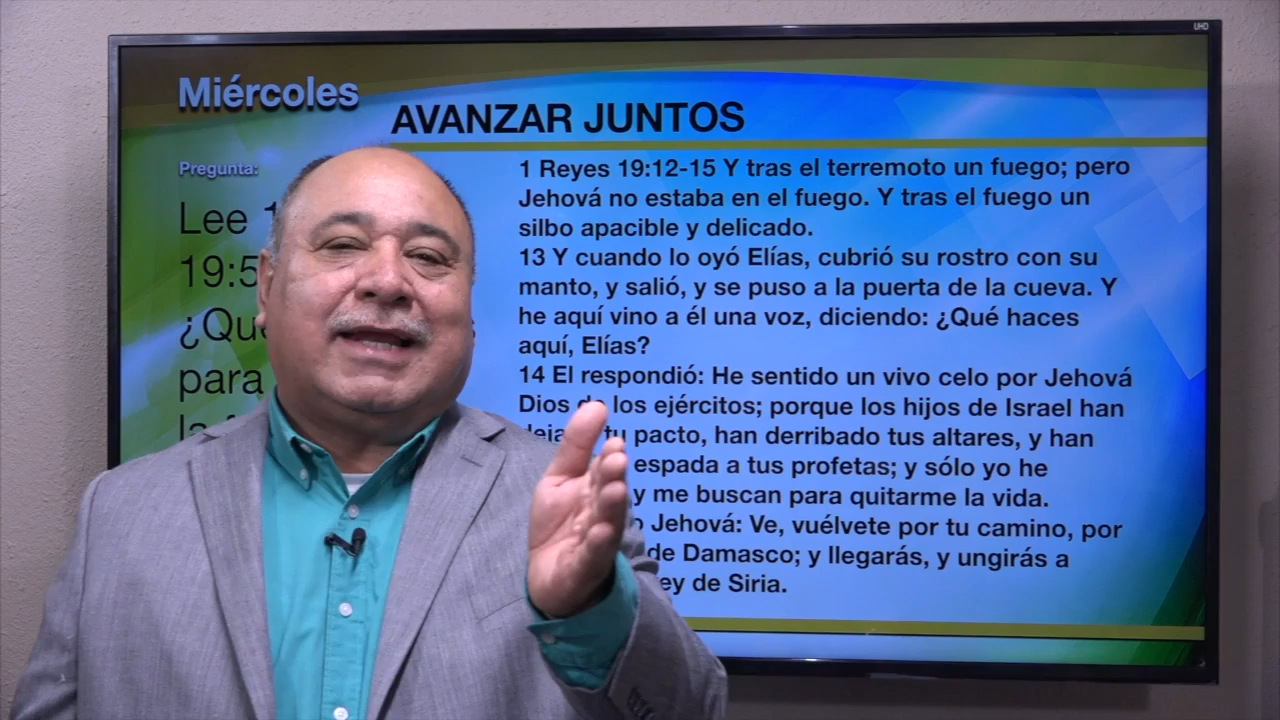 UHD
Miércoles
AVANZAR JUNTOS
Pregunta:
Lee
19:5
para
1 Reyes 19:12-15 Y tras el terremoto un fuego; pero
Jehová no estaba en el fuego. Y tras el fuego un
silbo apacible y delicado.
13 Y cuando lo oyó Elías, cubrió su rostro con su
manto, y salió, y se puso a la puerta de la cueva. Y
he aquí vino a él una voz, diciendo: ¿Qué haces
aquí, Elías?
14 El respondió: He sentido un vivo celo por Jehová
Dios de los ejércitos; porque los hijos de Israel han
tu pacto, han derribado tus altares, y han
espada a tus profetas; y sólo yo he
y me buscan para quitarme la vida.
Jehová: Ve, vuélvete por tu camino, por
de Damasco; y llegarás, y ungirás a
de Siria.